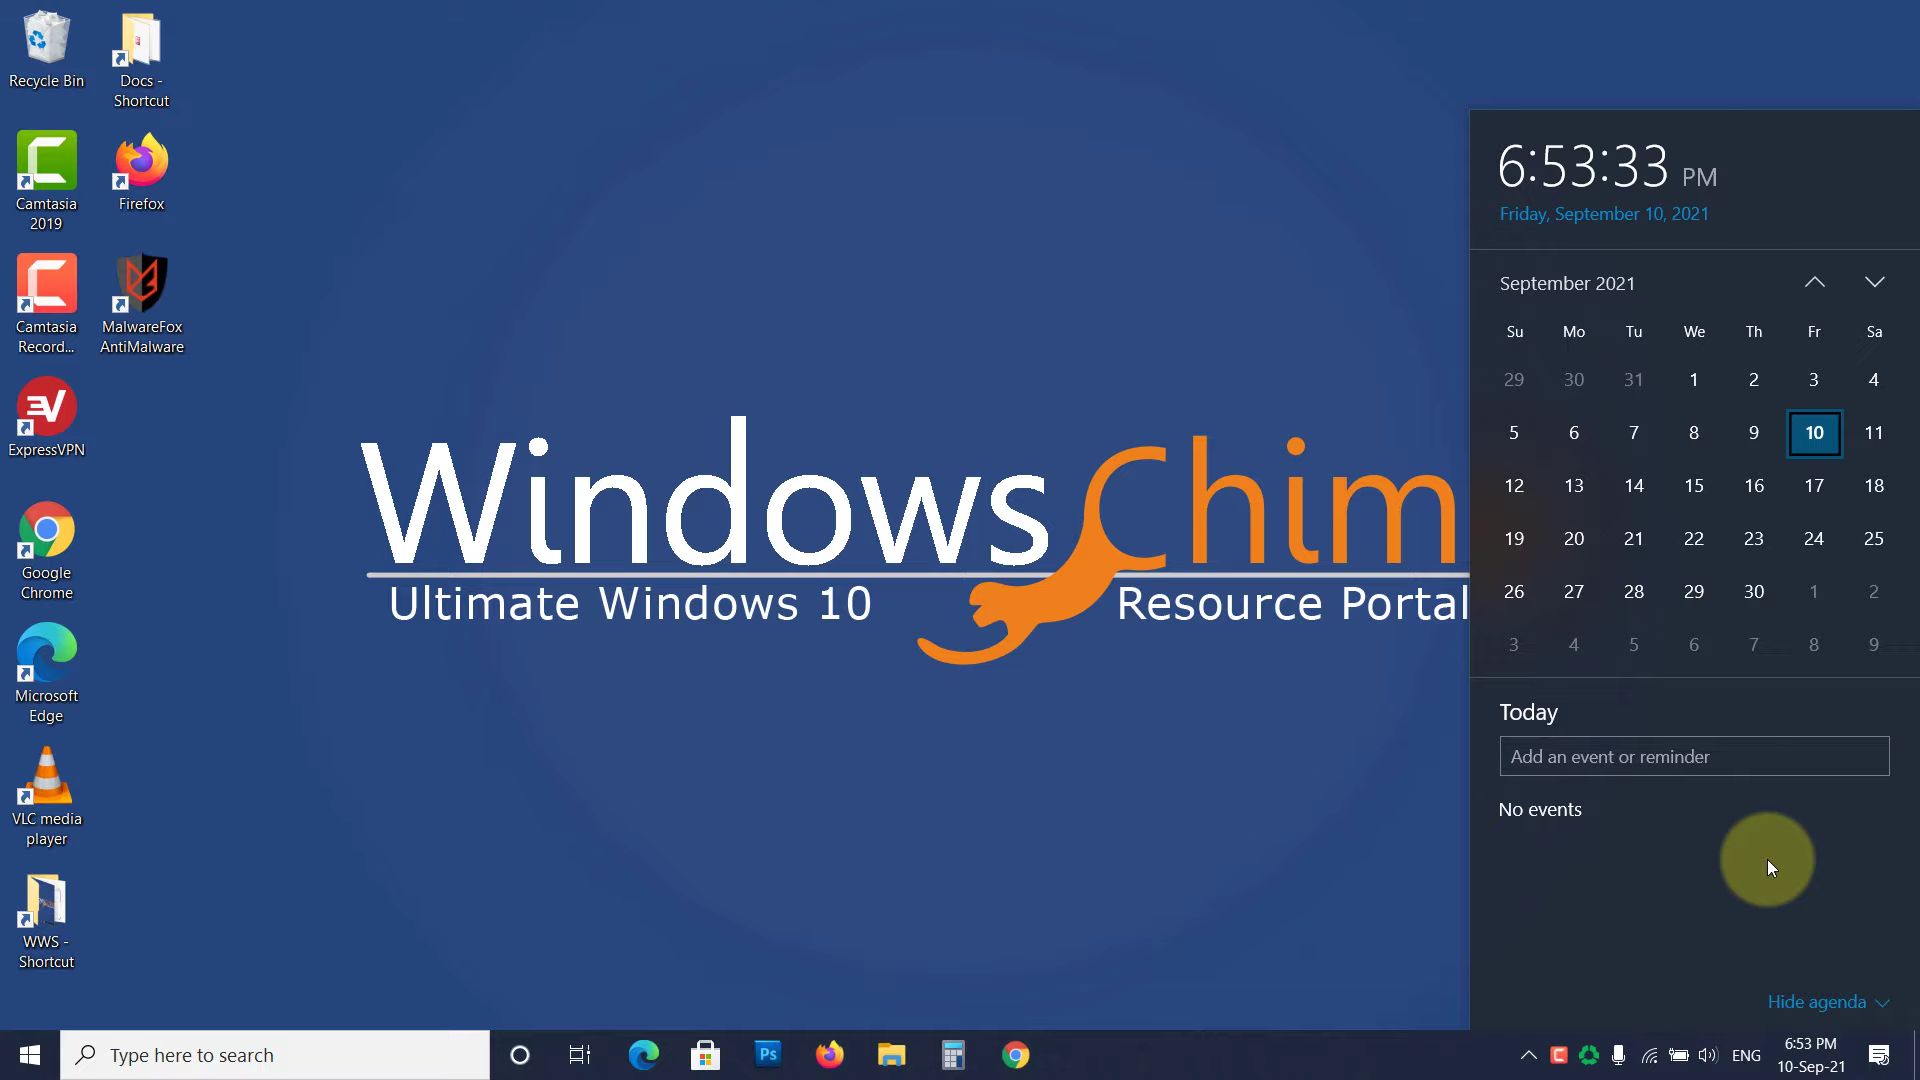 Recycle Bin
Docs -
Shortcut
Camtasia
2019
Firefox
Camtasia
Record...
MalwareFox
AntiMalware
ExpressVPN
Google
Chrome
Microsoft
Edge
VLC media
player
WWS -
Shortcut
WindowsChim
Ultimate Windows 10 Resource Portal
6:53:33 PM
Friday, September 10, 2021
September 2021
Su Mo Tu We Th Fr Sa
29 30 31 1 2 3 4
5 6 7 8 9 10 11
12 13 14 15 16 17 18
19 20 21 22 23 24 25
26 27 28 29 30 1 2
3 4 5 6 7 8 9
Today
Add an event or reminder
No events
Hide agenda
Type here to search
Ps
ENG
6:53 PM
10-Sep-21